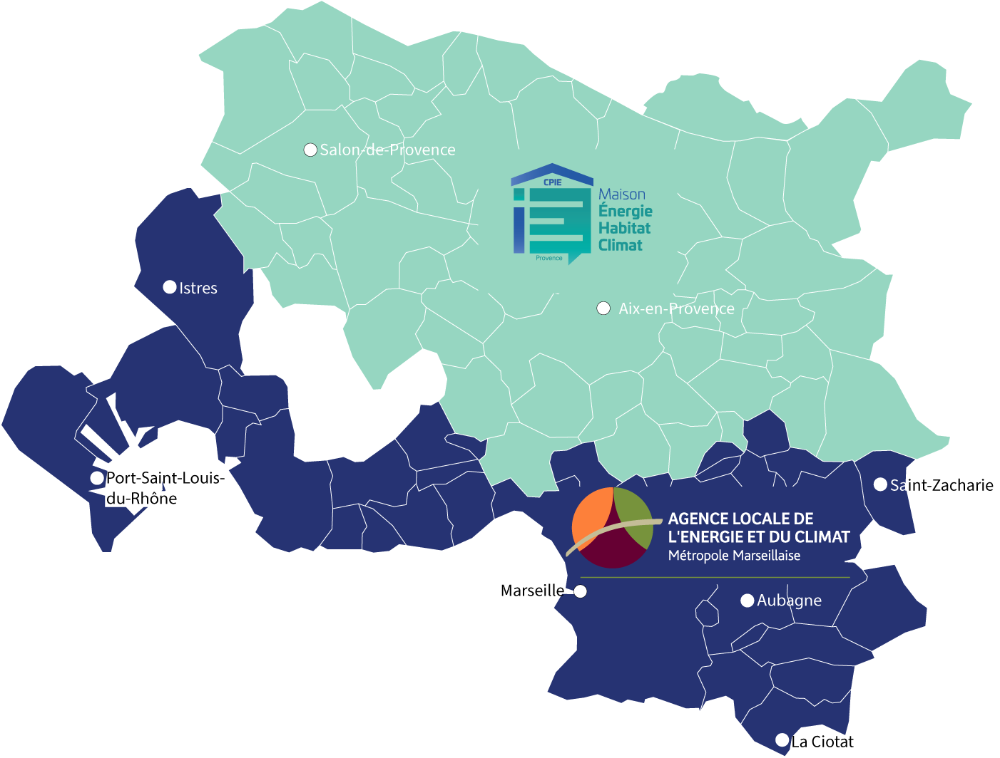 Salon-de-Provence
CPIE
Maison
Énergie
Habitat
Climat
Provence
Istres
Aix-en-Provence
Port-Saint-Louis-
du-Rhône
Saint-Zacharie
AGENCE LOCALE DE
L'ENERGIE ET DU CLIMAT
Métropole Marseillaise
Marseille
Aubagne
La Ciotat